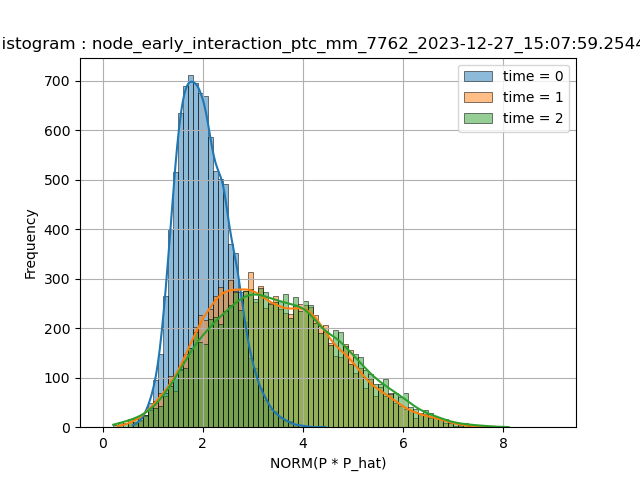 istogram : node_early_interaction_ptc_mm_7762_2023-12-27_15:07:59.2544
time = 0
time = 1
time = 2
Frequency
700
600
500
400
300
200
100
0
0 2 4 6 8
NORM(P * P_hat)